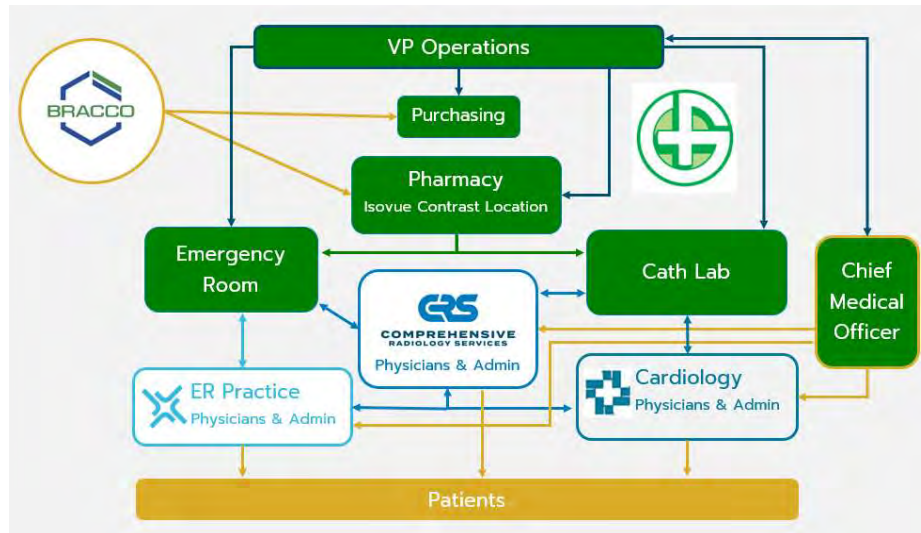 VP Operations
BRACCO
Purchasing
Pharmacy
Isovue Contrast Location
Emergency
Room
Cath Lab
Chief
Medical
Officer
CRS
COMPREHENSIVE
RADIOLOGY SERVICES
Physicians & Admin
ER Practice
Physicians & Admin
Cardiology
Physicians & Admin
Patients